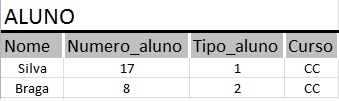 ALUNO
Nome Numero_aluno Tipo_aluno Curso
Silva 17 1 CC
Braga 8 2 CC